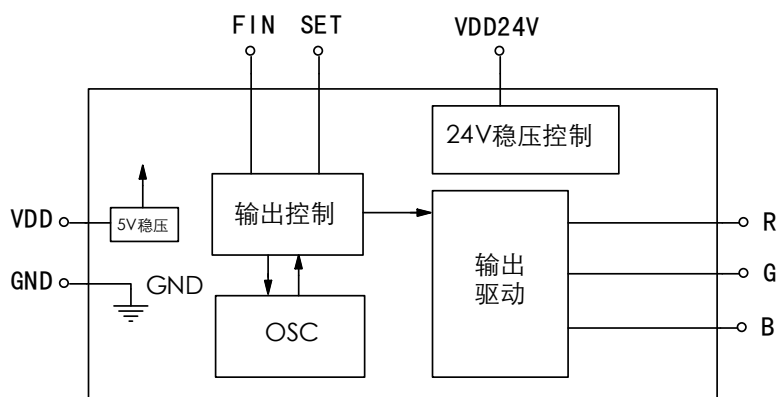 FIN SET VDD24V
24V稳压控制
VDD
5V稳压
输出控制
R
GND
GND
输出
驱动
G
OSC
B